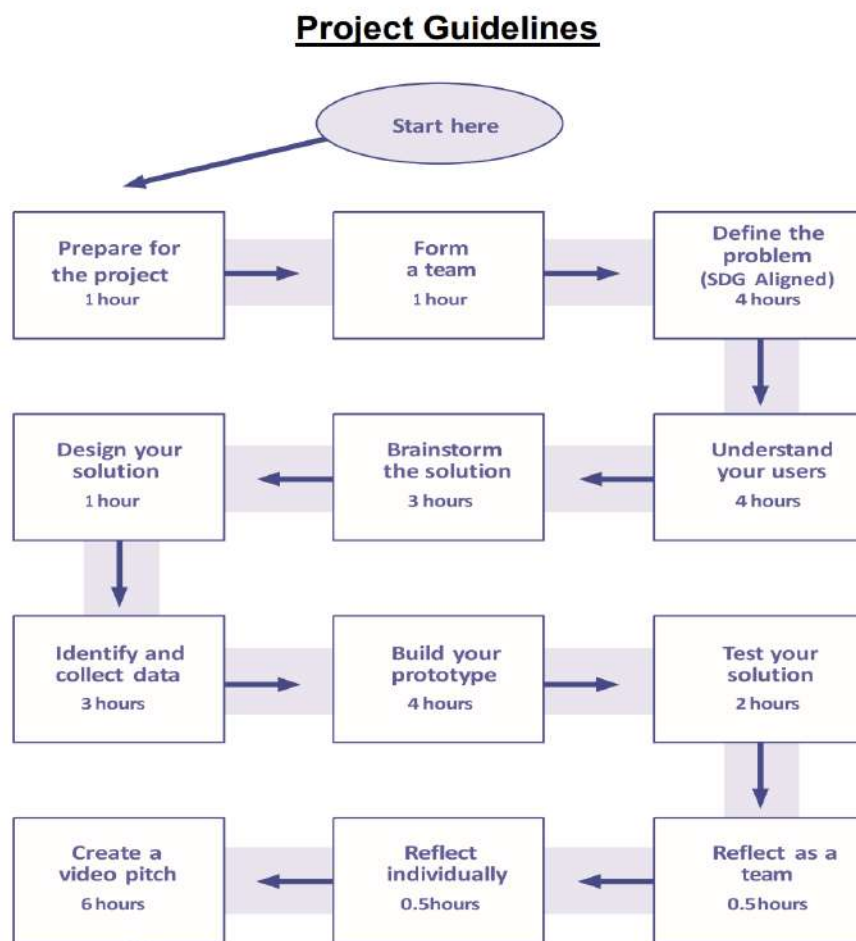 Project Guidelines
Start here
Prepare for
the project
1 hour
Form
a team
1 hour
Define the
problem
(SDG Aligned)
4 hours
Understand
your users
4 hours
Brainstorm
the solution
3 hours
Design your
solution
1 hour
Identify and
collect data
3 hours
Build your
prototype
4 hours
Test your
solution
2 hours
Reflect as a
team
0.5hours
Reflect
individually
0.5hours
Create a
video pitch
6 hours